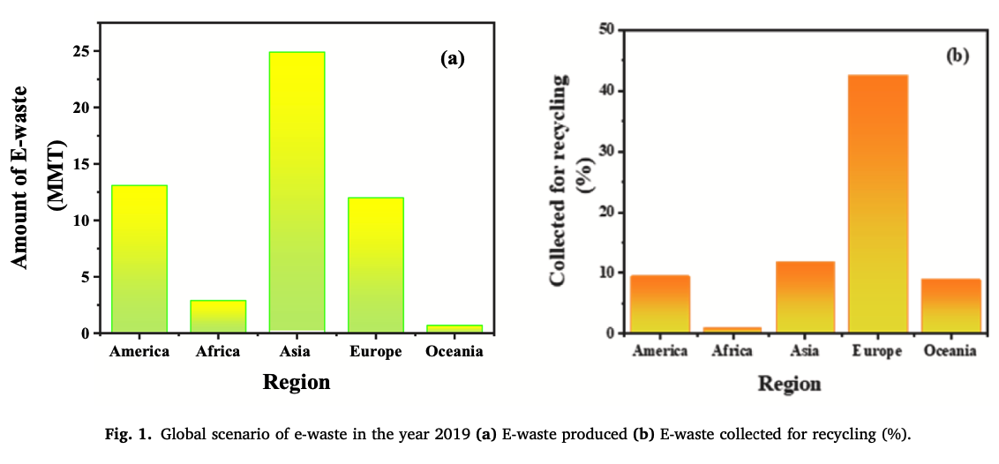 (a)
Amount of E-waste
(MMT)
25
20
15
10
5
0
America Africa Asia Europe Oceania
Region
(b)
Collected for recycling
(%)
50
40
30
20
10
0
America Africa Asia Europe Oceania
Region
Fig. 1. Global scenario of e-waste in the year 2019 (a) E-waste produced (b) E-waste collected for recycling (%).